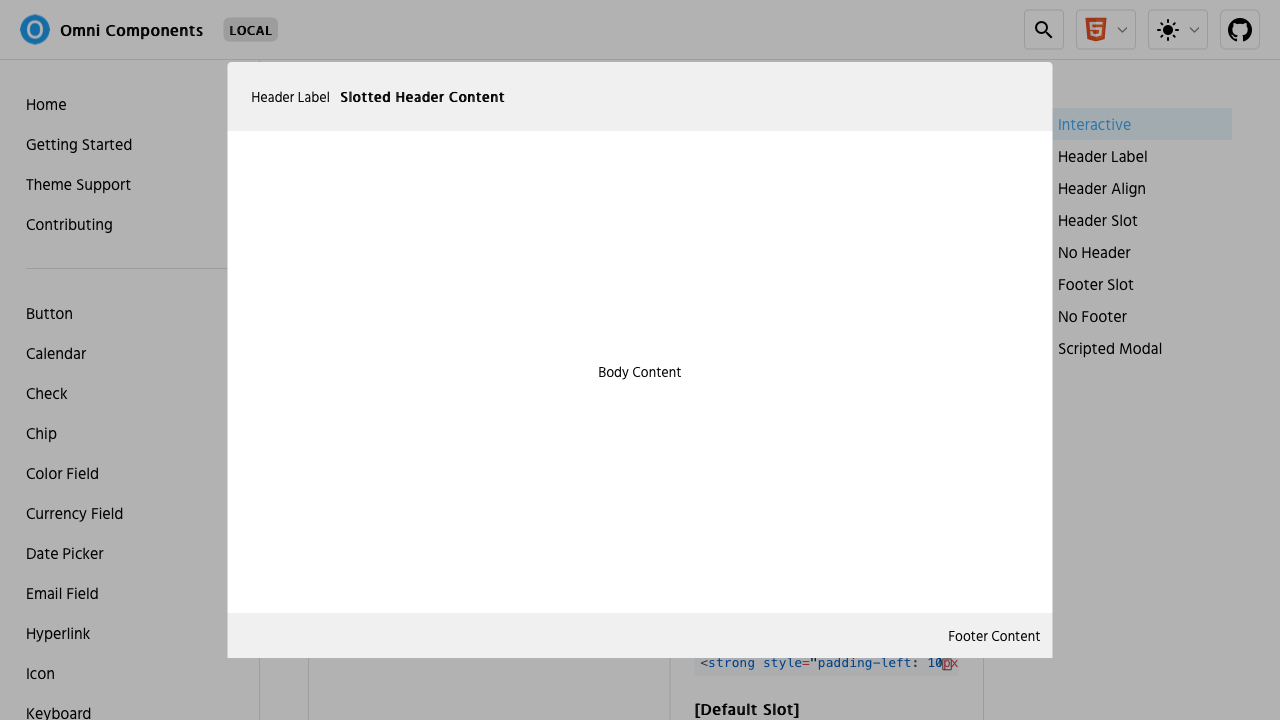 Omni Components LOCAL
Header Label Slotted Header Content
Home
Getting Started
Theme Support
Contributing
Button
Calendar
Check
Chip
Color Field
Currency Field
Date Picker
Email Field
Hyperlink
Icon
Keyboard
Body Content
Footer Content
<strong style="padding-left: 10px
[Default Slot]
Interactive
Header Label
Header Align
Header Slot
No Header
Footer Slot
No Footer
Scripted Modal